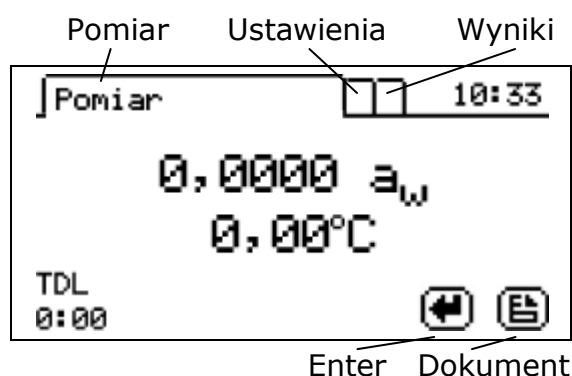 Pomiar Ustawienia Wyniki
Pomiar 10:33
0,0000 aw
0,00°C
TDL
0:00
Enter Dokument